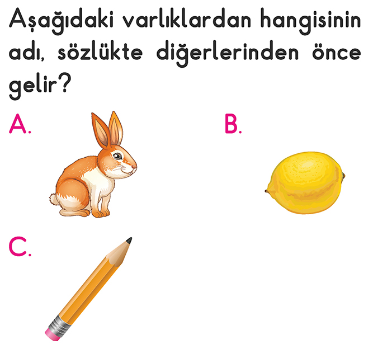 Aşağıdaki varlıklardan hangisinin
adı, sözlükte diğerlerinden önce
gelir?
A.
B.
C.